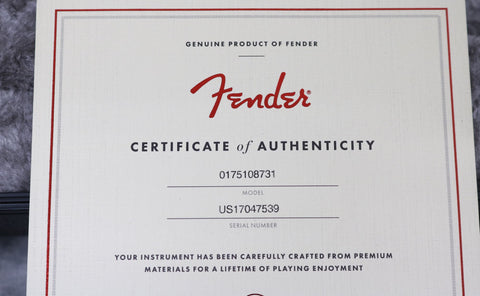 GENUINE PRODUCT OF FENDER
Fender®
CERTIFICATE of AUTHENTICITY
0175108731
MODEL
US17047539
SERIAL NUMBER
YOUR INSTRUMENT HAS BEEN CAREFULLY CRAFTED FROM PREMIUM
MATERIALS FOR A LIFETIME OF PLAYING ENJOYMENT